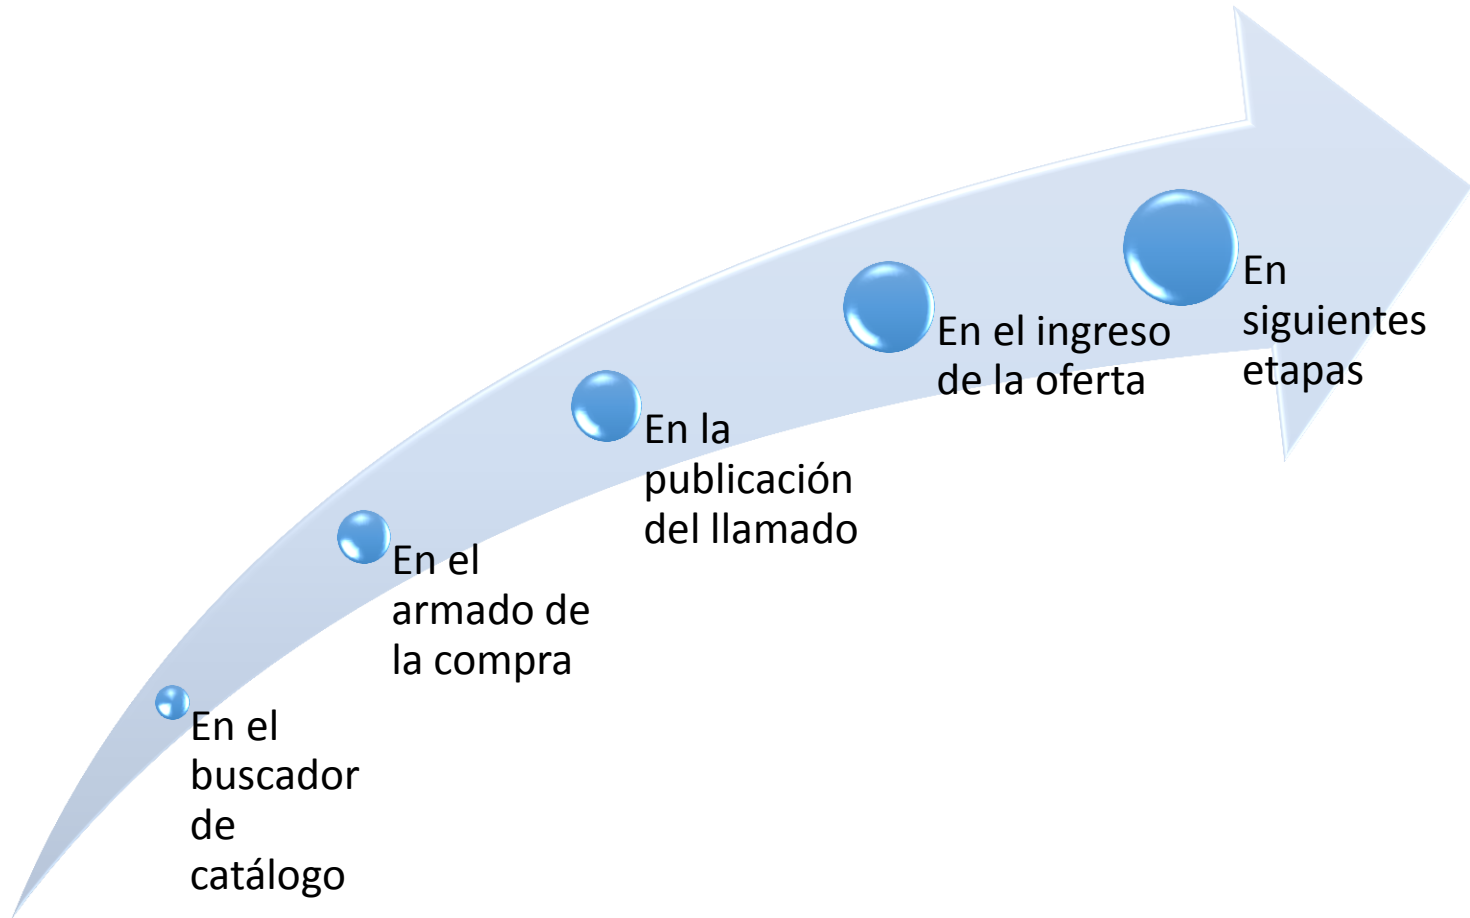 En el
buscador
de
catálogo
En el
armado de
la compra
En la
publicación
del llamado
En el ingreso
de la oferta
En
siguientes
etapas